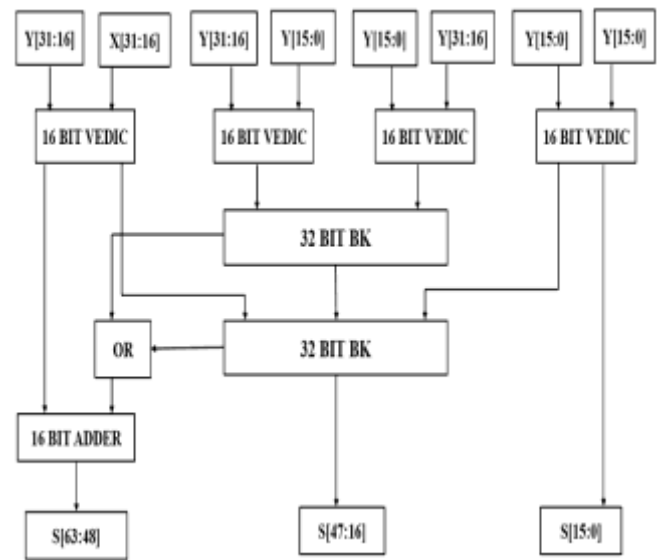 Y[31:16] X[31:16] Y[31:16] Y[15:0] Y[15:0] Y[31:16] Y[15:0] Y[15:0]
16 BIT VEDIC 16 BIT VEDIC 16 BIT VEDIC 16 BIT VEDIC
32 BIT BK
OR 32 BIT BK
16 BIT ADDER
S[63:48] S[47:16] S[15:0]